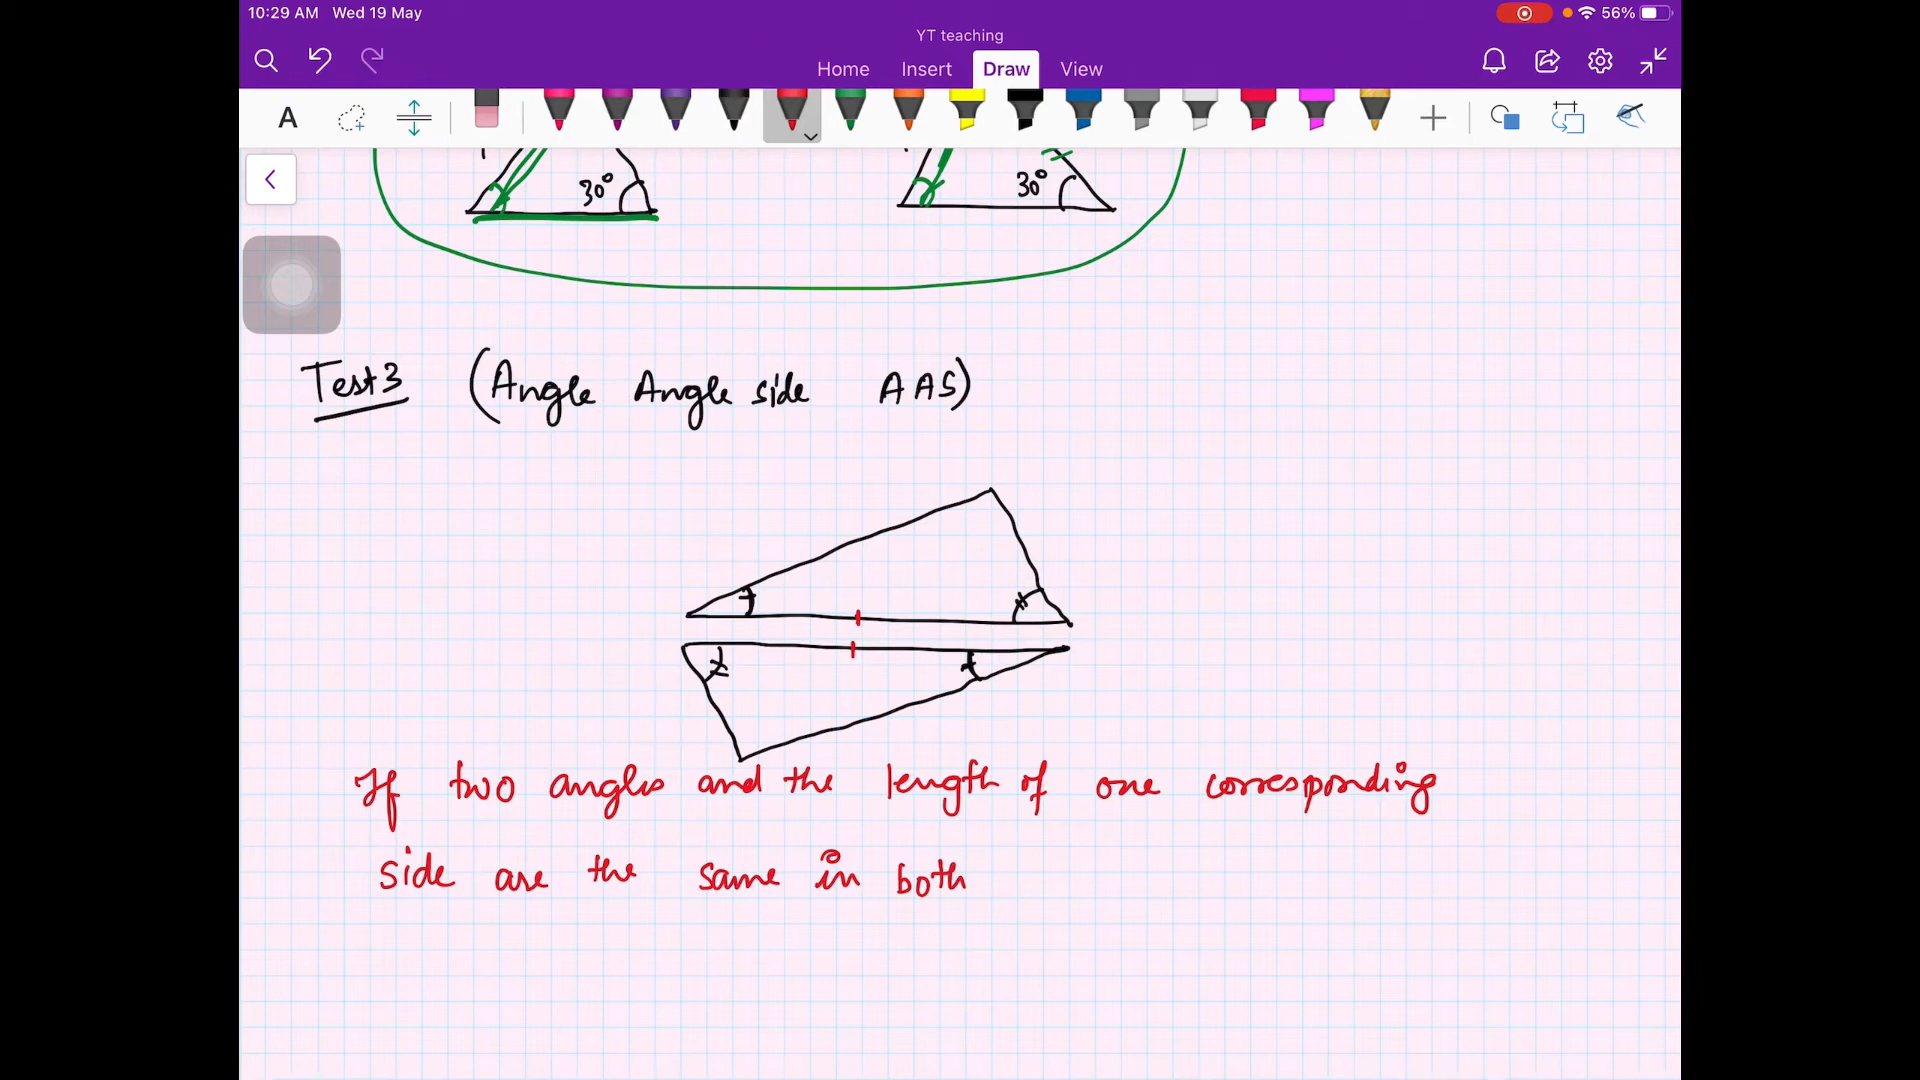 10:29 AM Wed 19 May
56%
YT teaching
Home Insert Draw View
A
30° 30°
Test 3 (Angle Angle side AAS)
If two angles and the length of one corresponding
side are the same in both